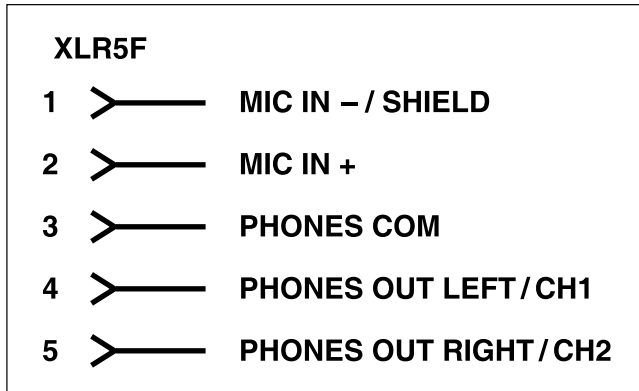 XLR5F
1 MIC IN – / SHIELD
2 MIC IN +
3 PHONES COM
4 PHONES OUT LEFT / CH1
5 PHONES OUT RIGHT / CH2